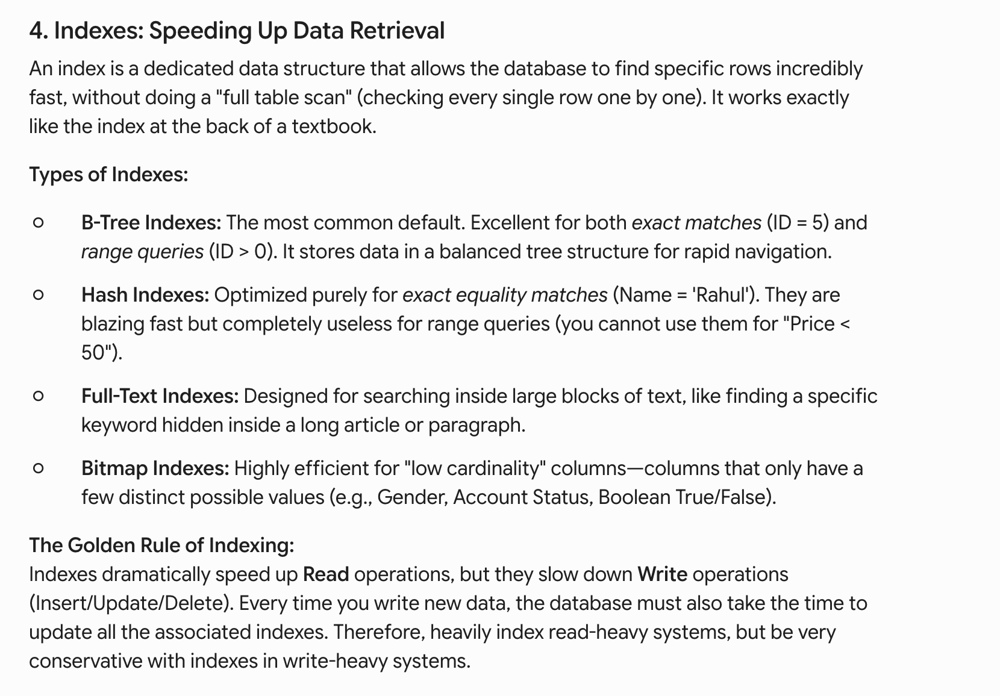 4. Indexes: Speeding Up Data Retrieval
An index is a dedicated data structure that allows the database to find specific rows incredibly
fast, without doing a "full table scan" (checking every single row one by one). It works exactly
like the index at the back of a textbook.
Types of Indexes:
B-Tree Indexes: The most common default. Excellent for both exact matches (ID = 5) and
range queries (ID > 0). It stores data in a balanced tree structure for rapid navigation.
Hash Indexes: Optimized purely for exact equality matches (Name = 'Rahul'). They are
blazing fast but completely useless for range queries (you cannot use them for "Price <
50").
Full-Text Indexes: Designed for searching inside large blocks of text, like finding a specific
keyword hidden inside a long article or paragraph.
Bitmap Indexes: Highly efficient for "low cardinality" columns—columns that only have a
few distinct possible values (e.g., Gender, Account Status, Boolean True/False).
The Golden Rule of Indexing:
Indexes dramatically speed up Read operations, but they slow down Write operations
(Insert/Update/Delete). Every time you write new data, the database must also take the time to
update all the associated indexes. Therefore, heavily index read-heavy systems, but be very
conservative with indexes in write-heavy systems.